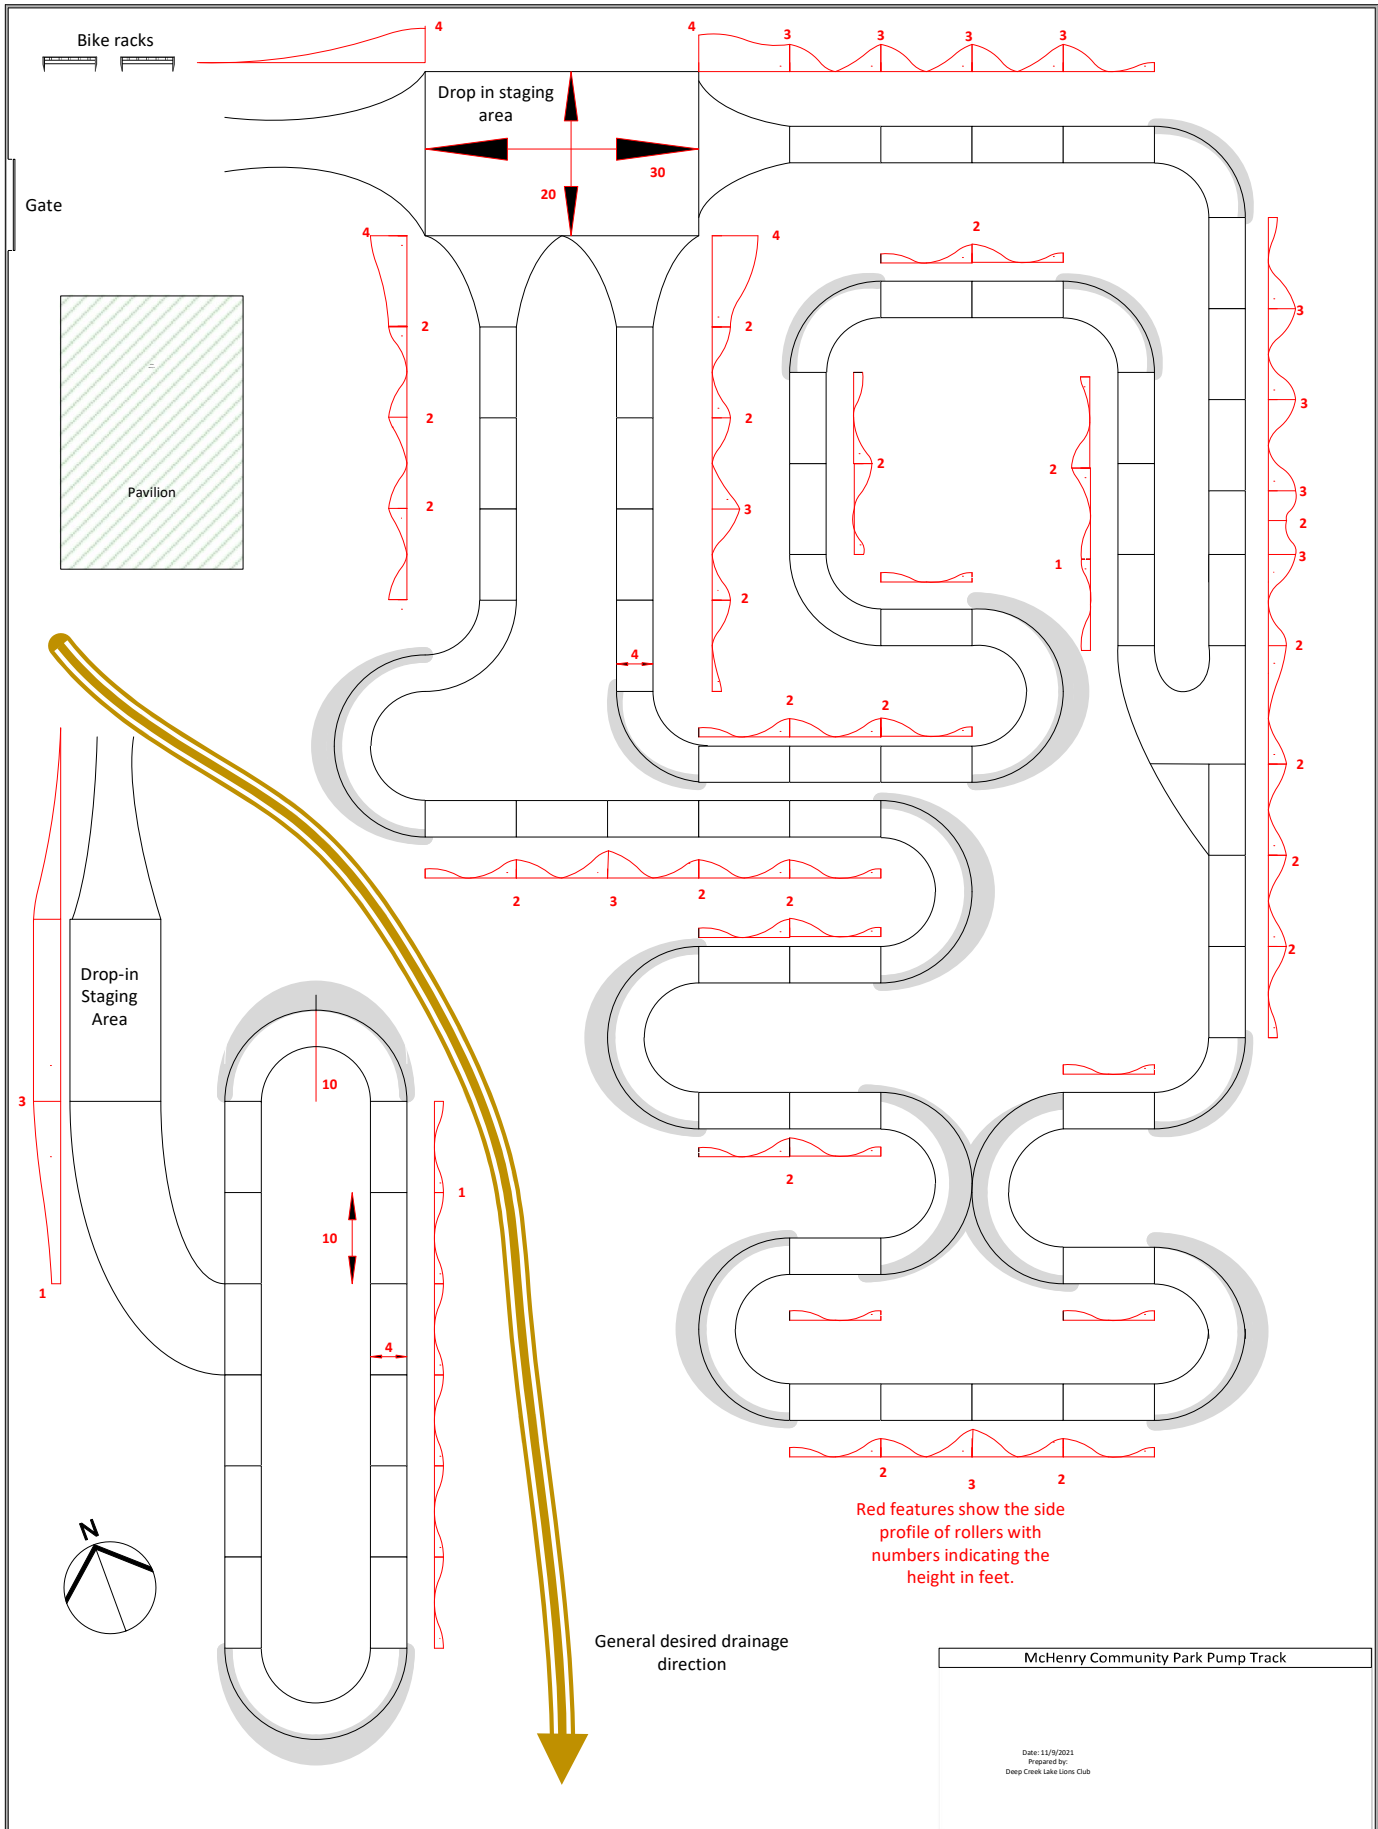 Bike racks
4
4
3
3
3
3
Drop in staging
area
30
20
Gate
4
4
2
2
2
2
2
2
3
2
4
2
2
2
1
3
3
3
2
3
2
2
2
2
Pavilion
2
2
2
3
2
2
Drop-in
Staging
Area
10
3
1
10
1
4
2
2
3
2
Red features show the side
profile of rollers with
numbers indicating the
height in feet.
N
General desired drainage
direction
McHenry Community Park Pump Track
Date: 11/9/2021
Prepared by:
Deep Creek Lake Lions Club